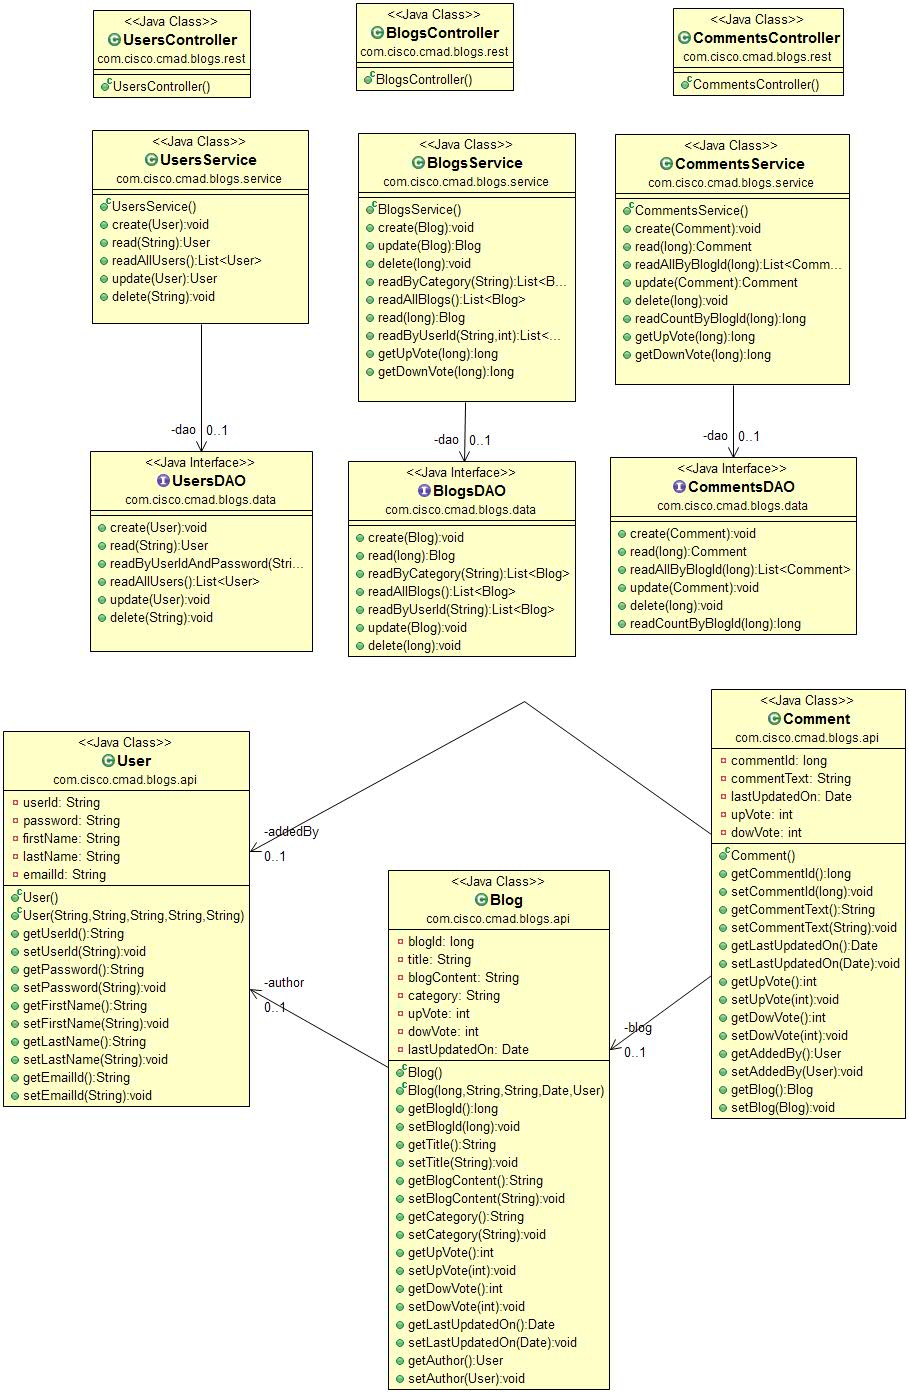 <<Java Class>>
UsersController
com.cisco.cmad.blogs.rest
UsersController()
<<Java Class>>
BlogsController
com.cisco.cmad.blogs.rest
BlogsController()
<<Java Class>>
CommentsController
com.cisco.cmad.blogs.rest
CommentsController()
<<Java Class>>
UsersService
com.cisco.cmad.blogs.service
UsersService()
create(User):void
read(String):User
readAllUsers():List<User>
update(User):User
delete(String):void
<<Java Class>>
BlogsService
com.cisco.cmad.blogs.service
BlogsService()
create(Blog):void
update(Blog):Blog
delete(long):void
readByCategory(String):List<B...
readAllBlogs():List<Blog>
read(long):Blog
readByUserId(String,int):List<...
getUpVote(long):long
getDownVote(long):long
<<Java Class>>
CommentsService
com.cisco.cmad.blogs.service
CommentsService()
create(Comment):void
read(long):Comment
readAllByBlogId(long):List<Comm...
update(Comment):Comment
delete(long):void
readCountByBlogId(long):long
getUpVote(long):long
getDownVote(long):long
-dao 0..1
-dao 0..1
-dao 0..1
<<Java Interface>>
UsersDAO
com.cisco.cmad.blogs.data
create(User):void
read(String):User
readByUserIdAndPassword(Stri...
readAllUsers():List<User>
update(User):void
delete(String):void
<<Java Interface>>
BlogsDAO
com.cisco.cmad.blogs.data
create(Blog):void
read(long):Blog
readByCategory(String):List<Blog>
readAllBlogs():List<Blog>
readByUserId(String):List<Blog>
update(Blog):void
delete(long):void
<<Java Interface>>
CommentsDAO
com.cisco.cmad.blogs.data
create(Comment):void
read(long):Comment
readAllByBlogId(long):List<Comment>
update(Comment):void
delete(long):void
readCountByBlogId(long):long
<<Java Class>>
User
com.cisco.cmad.blogs.api
userId: String
password: String
firstName: String
lastName: String
emailId: String
User()
User(String,String,String,String,String)
getUserId():String
setUserId(String):void
getPassword():String
setPassword(String):void
getFirstName():String
setFirstName(String):void
getLastName():String
setLastName(String):void
getEmailId():String
setEmailId(String):void
-addedBy
0..1
-author
0..1
<<Java Class>>
Blog
com.cisco.cmad.blogs.api
blogId: long
title: String
blogContent: String
category: String
upVote: int
dowVote: int
lastUpdatedOn: Date
Blog()
Blog(long,String,String,Date,User)
getBlogId():long
setBlogId(long):void
getTitle():String
setTitle(String):void
getBlogContent():String
setBlogContent(String):void
getCategory():String
setCategory(String):void
getUpVote():int
setUpVote(int):void
getDowVote():int
setDowVote(int):void
getLastUpdatedOn():Date
setLastUpdatedOn(Date):void
getAuthor():User
setAuthor(User):void
-blog
0..1
<<Java Class>>
Comment
com.cisco.cmad.blogs.api
commentId: long
commentText: String
lastUpdatedOn: Date
upVote: int
dowVote: int
Comment()
getCommentId():long
setCommentId(long):void
getCommentText():String
setCommentText(String):void
getLastUpdatedOn():Date
setLastUpdatedOn(Date):void
getUpVote():int
setUpVote(int):void
getDowVote():int
setDowVote(int):void
getAddedBy():User
setAddedBy(User):void
getBlog():Blog
setBlog(Blog):void